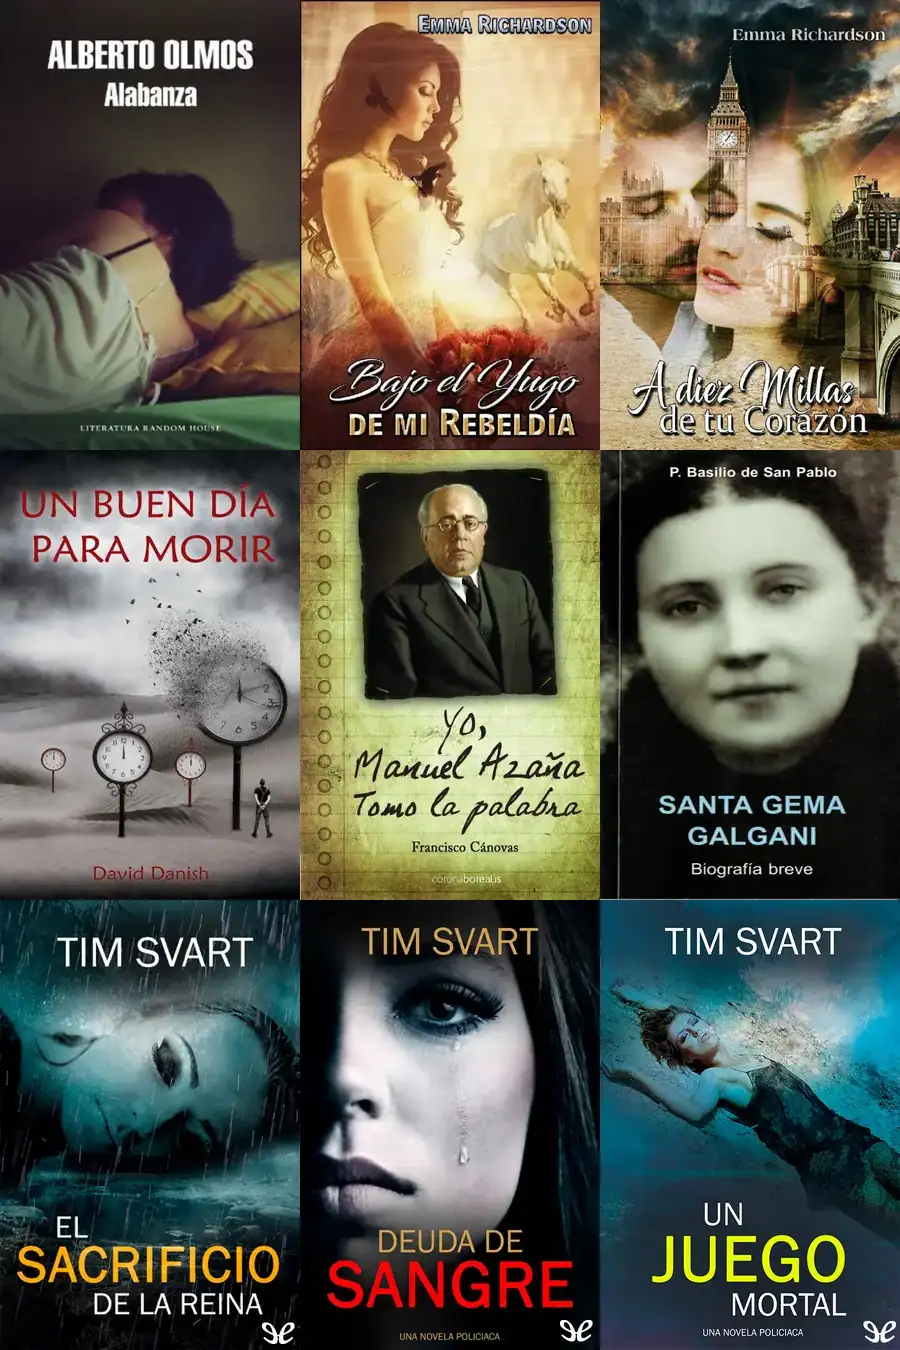 ALBERTO OLMOS
Alabanza
LITERATURA RANDOM HOUSE
EMMA RICHARDSON
Bajo el Yugo
DE MI REBELDÍA
Emma Richardson
A diez Millas
de tu Corazón
UN BUEN DÍA
PARA MORIR
David Danish
Yo,
Manuel Azaña
Tomo la palabra
Francisco Cánovas
coronaborealis
P. Basilio de San Pablo
SANTA GEMA
GALGANI
Biografía breve
TIM SVART
EL
SACRIFICIO
DE LA REINA
TIM SVART
DEUDA DE
SANGRE
UNA NOVELA POLICIACA
TIM SVART
UN
JUEGO
MORTAL
UNA NOVELA POLICIACA